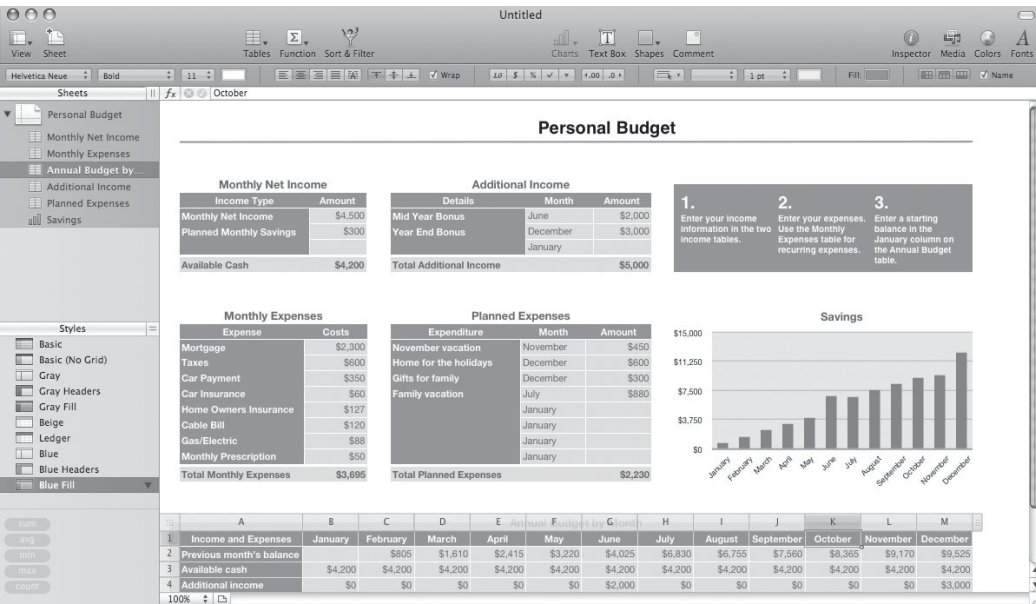 Untitled
View Sheet Tables Function Sort & Filter Charts Text Box Shapes Comment Inspector Media Colors Fonts
Helvetica Neue Bold 11 Wrap 1.0 $ % 1 pt Fill: Name
Sheets
fx October
Personal Budget
Monthly Net Income
Monthly Expenses
Annual Budget by...
Additional Income
Planned Expenses
Savings
Styles
Basic
Basic (No Grid)
Gray
Gray Headers
Gray Fill
Beige
Ledger
Blue
Blue Headers
Blue Fill
sum
avg
min
max
count
Personal Budget
Monthly Net Income
Income Type Amount
Monthly Net Income $4,500
Planned Monthly Savings $300
Available Cash $4,200
Additional Income
Details Month Amount
Mid Year Bonus June $2,000
Year End Bonus December $3,000
January
Total Additional Income $5,000
1.
Enter your income
information in the two
income tables.
2.
Enter your expenses.
Use the Monthly
Expenses table for
recurring expenses.
3.
Enter a starting
balance in the
January column on
the Annual Budget
table.
Monthly Expenses
Expense Costs
Mortgage $2,300
Taxes $600
Car Payment $350
Car Insurance $60
Home Owners Insurance $127
Cable Bill $120
Gas/Electric $88
Monthly Prescription $50
Total Monthly Expenses $3,695
Planned Expenses
Expenditure Month Amount
November vacation November $450
Home for the holidays December $600
Gifts for family December $300
Family vacation July $880
January
January
January
January
Total Planned Expenses $2,230
Savings
$15,000
$11,250
$7,500
$3,750
$0
January February March April May June July August September October November December
Annual Budget by Month
A B C D E F G H I J K L M
1 Income and Expenses January February March April May June July August September October November December
2 Previous month's balance $805 $1,610 $2,415 $3,220 $4,025 $6,830 $6,755 $7,560 $8,365 $9,170 $9,525
3 Available cash $4,200 $4,200 $4,200 $4,200 $4,200 $4,200 $4,200 $4,200 $4,200 $4,200 $4,200 $4,200
4 Additional income $0 $0 $0 $0 $0 $2,000 $0 $0 $0 $0 $0 $3,000
100%